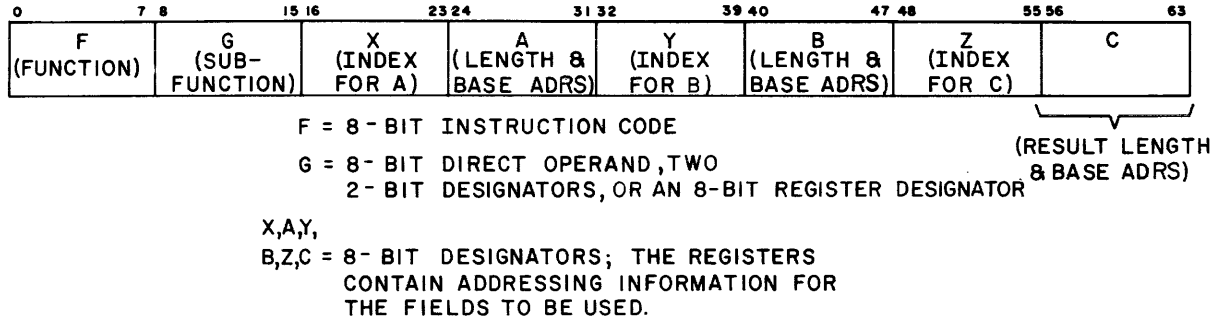 0 7 8 15 16 23 24 31 32 39 40 47 48 55 56 63
F G X A Y B Z C
(FUNCTION) (SUB- (INDEX (LENGTH & (INDEX (LENGTH & (INDEX
FUNCTION) FOR A) BASE ADRS) FOR B) BASE ADRS) FOR C)
F = 8-BIT INSTRUCTION CODE
(RESULT LENGTH
& BASE ADRS)
G = 8-BIT DIRECT OPERAND, TWO
2-BIT DESIGNATORS, OR AN 8-BIT REGISTER DESIGNATOR
X,A,Y,
B,Z,C = 8-BIT DESIGNATORS; THE REGISTERS
CONTAIN ADDRESSING INFORMATION FOR
THE FIELDS TO BE USED.